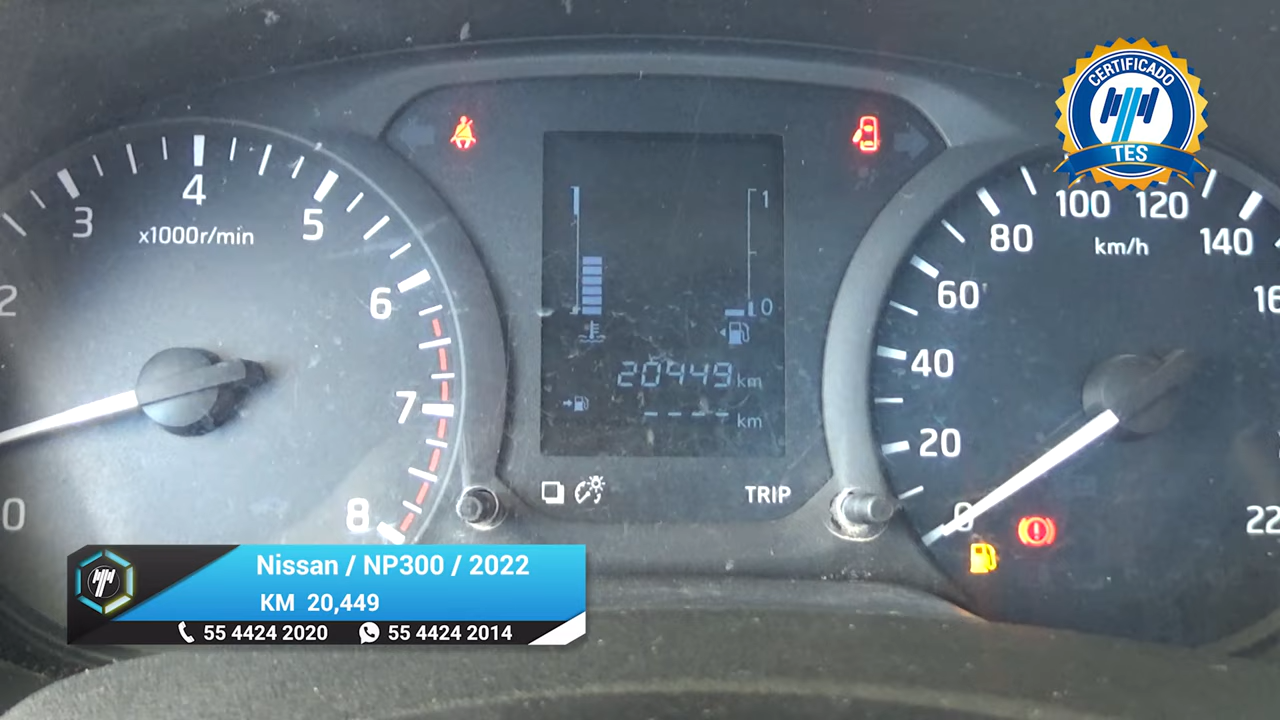 CERTIFICADO
TES
2
3
4
5
6
7
8
0
x1000r/min
1
0
20449 km
---- km
TRIP
0
20
40
60
80
100
120
140
16
22
km/h
Nissan / NP300 / 2022
KM 20,449
55 4424 2020 55 4424 2014